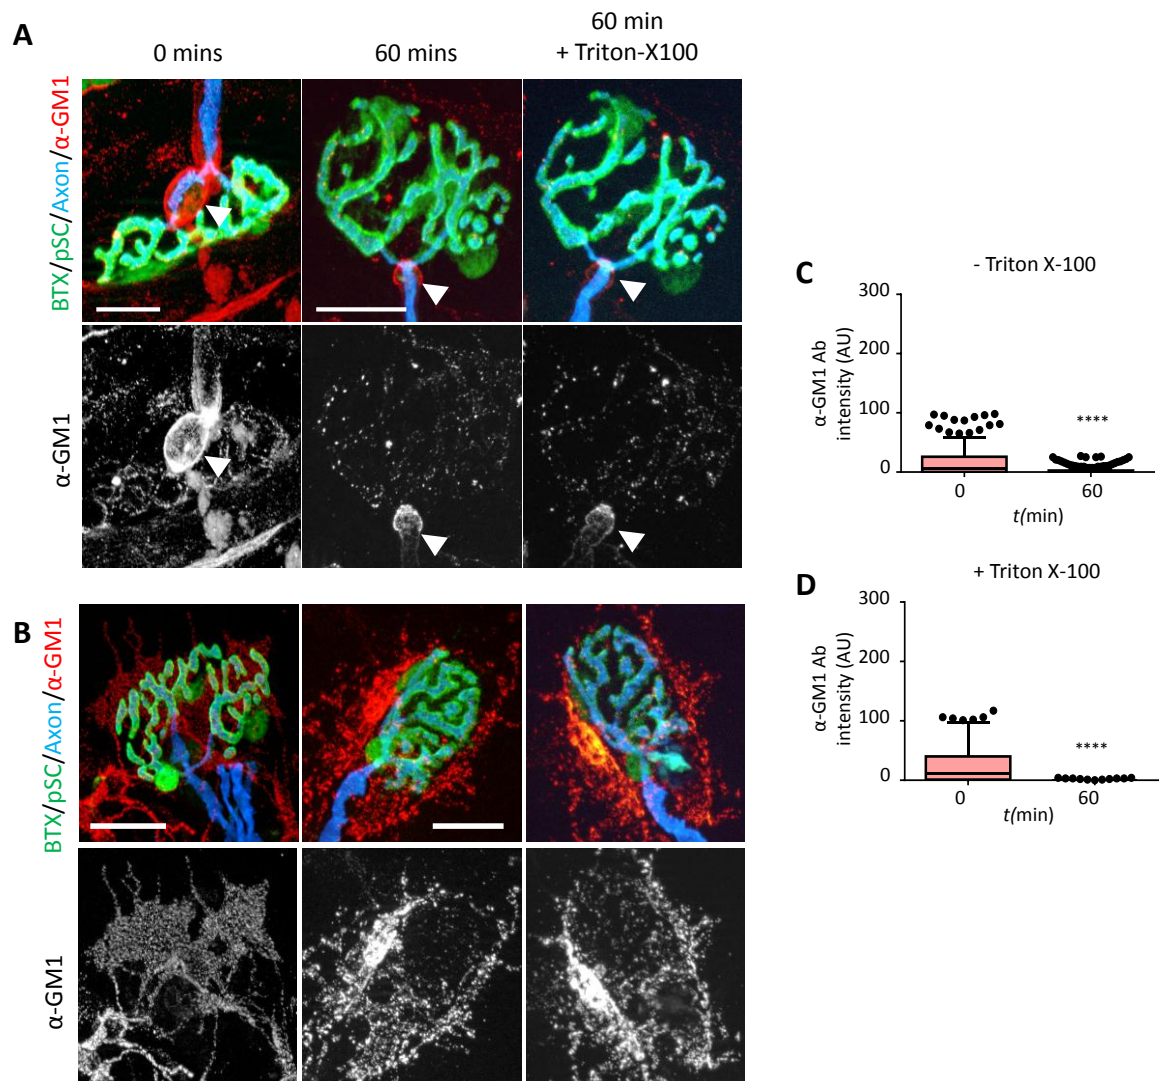 A
0 mins
60 mins
60 min
+ Triton-X100
BTX/pSC/Axon/α-GM1
α-GM1
B
BTX/pSC/Axon/α-GM1
α-GM1
C
- Triton X-100
α-GM1 Ab
intensity (AU)
300
200
100
0
****
0
60
t(min)
D
+ Triton X-100
α-GM1 Ab
intensity (AU)
300
200
100
0
****
0
60
t(min)